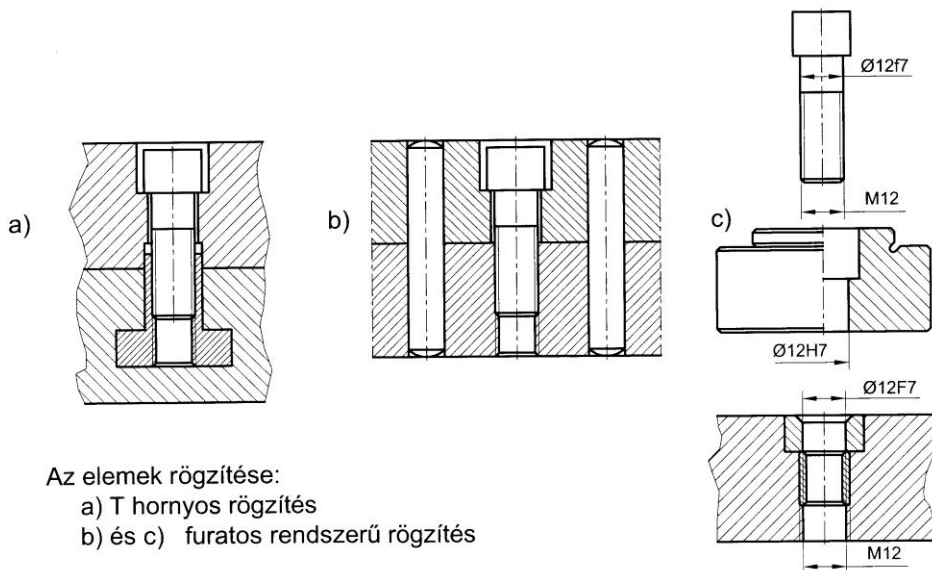 a)
b)
c)
Ø12f7
M12
Ø12H7
Ø12F7
M12
Az elemek rögzítése:
a) T hornyos rögzítés
b) és c) furatos rendszerű rögzítés